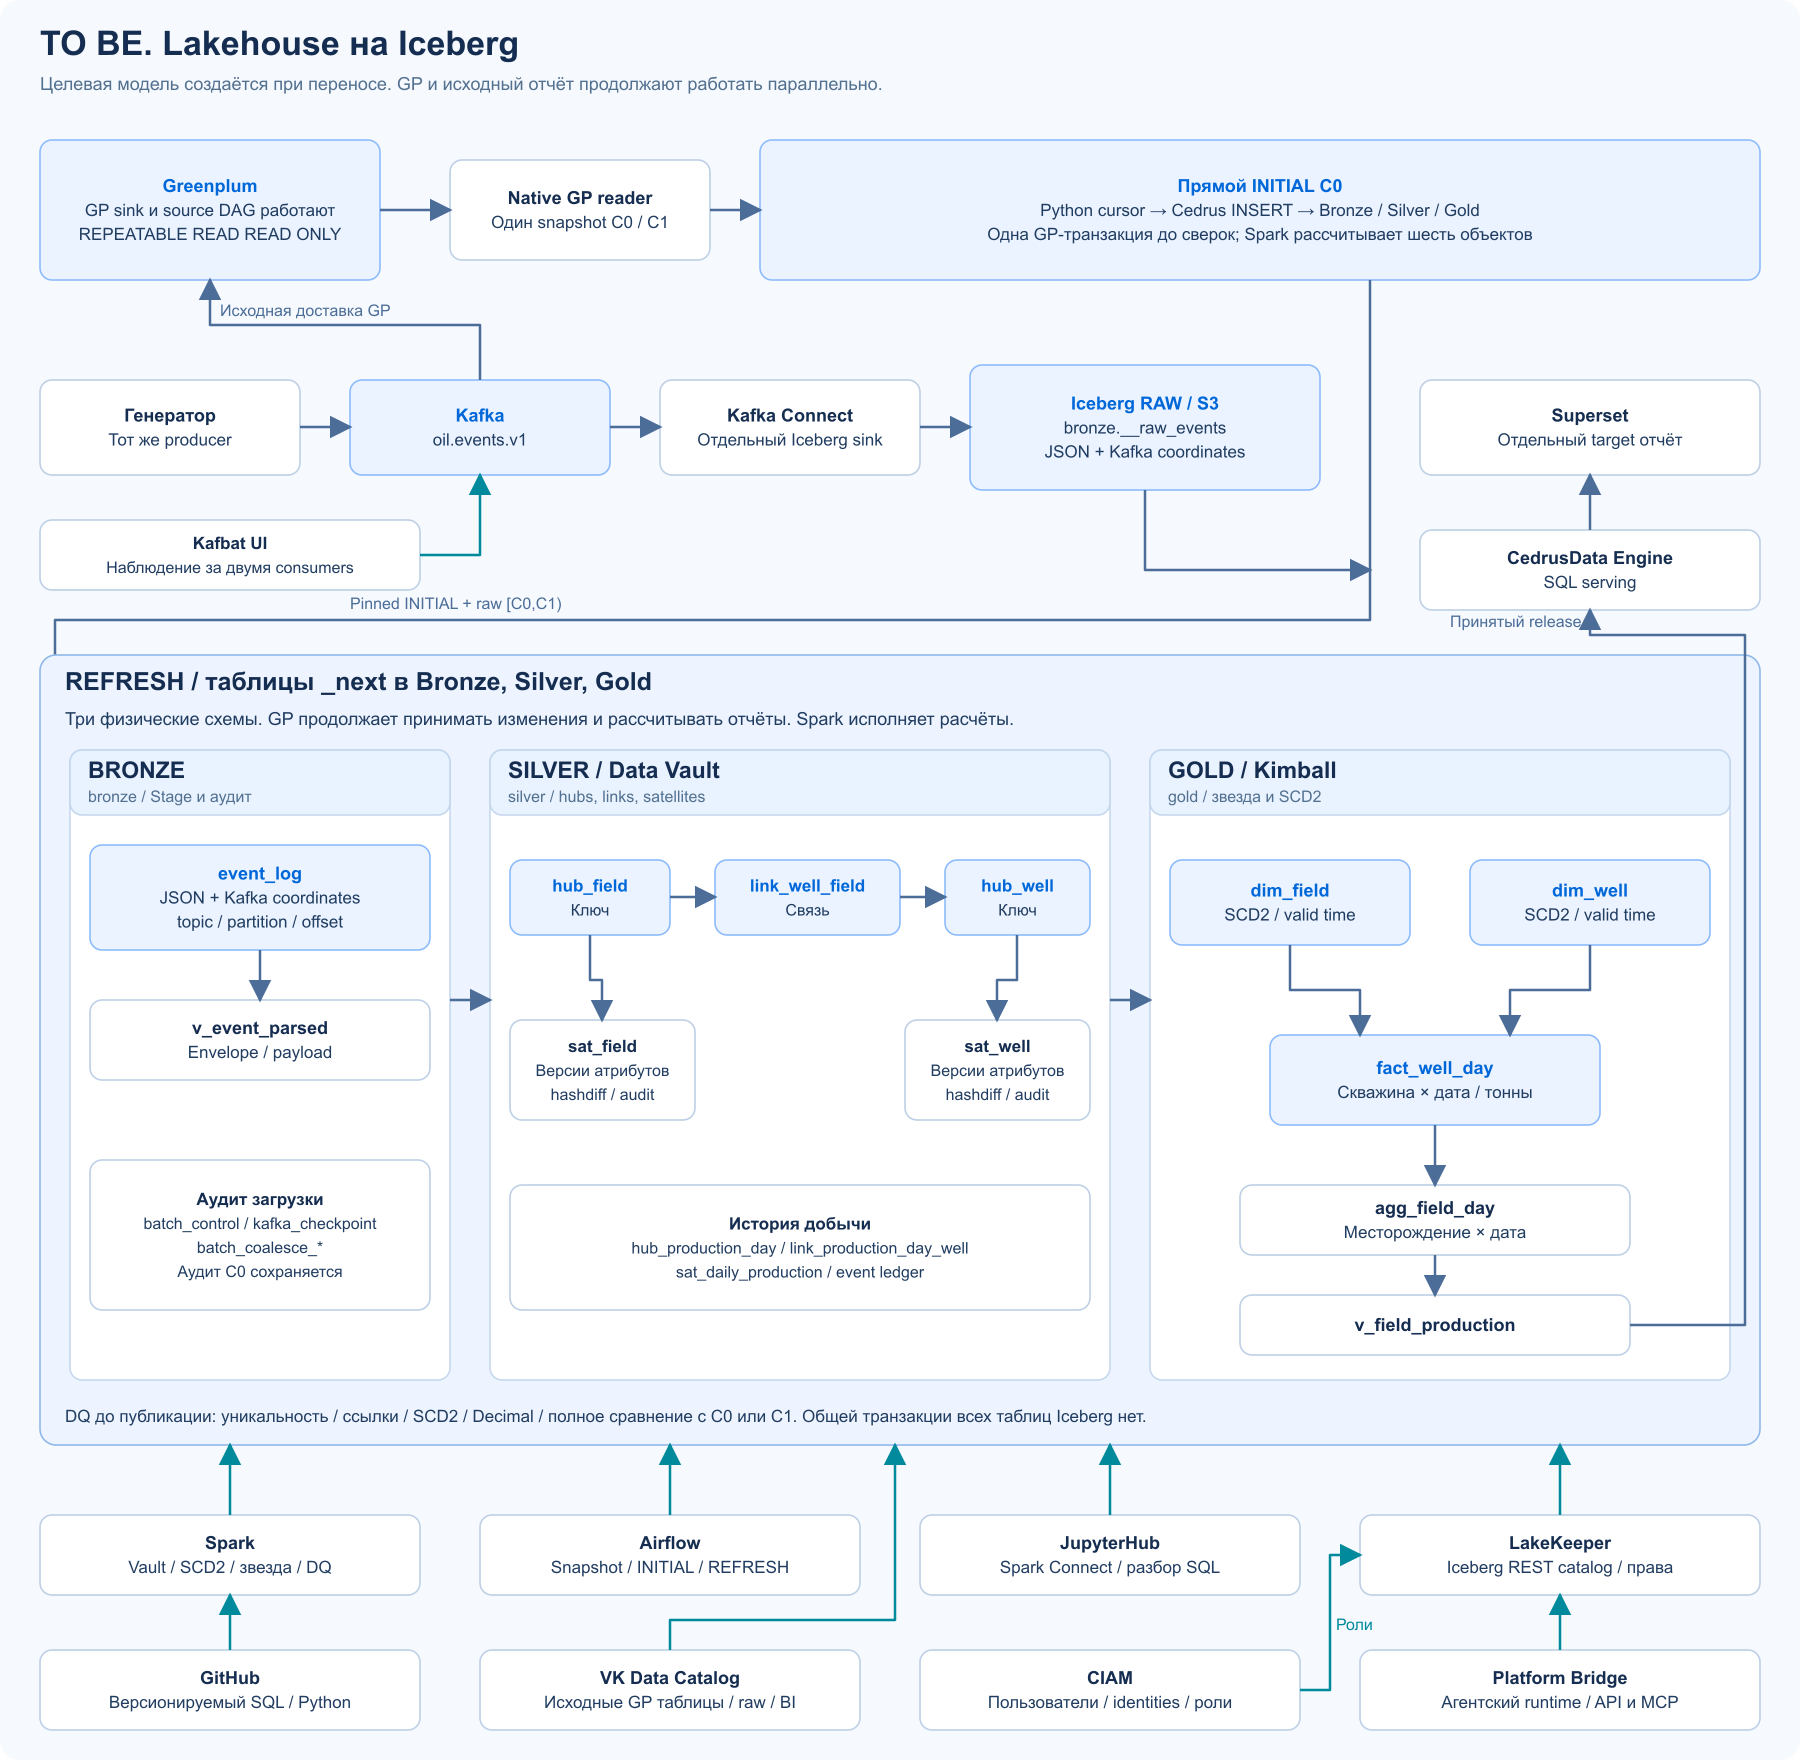 TO BE. Lakehouse на Iceberg
Целевая модель создаётся при переносе. GP и исходный отчёт продолжают работать параллельно.
Greenplum
GP sink и source DAG работают
REPEATABLE READ READ ONLY
Native GP reader
Один snapshot C0 / C1
Прямой INITIAL C0
Python cursor → Cedrus INSERT → Bronze / Silver / Gold
Одна GP-транзакция до сверок; Spark рассчитывает шесть объектов
Исходная доставка GP
Генератор
Тот же producer
Kafka
oil.events.v1
Kafka Connect
Отдельный Iceberg sink
Iceberg RAW / S3
bronze.__raw_events
JSON + Kafka coordinates
Superset
Отдельный target отчёт
Kafbat UI
Наблюдение за двумя consumers
CedrusData Engine
SQL serving
Pinned INITIAL + raw [C0,C1)
Принятый release
REFRESH / таблицы _next в Bronze, Silver, Gold
Три физические схемы. GP продолжает принимать изменения и рассчитывать отчёты. Spark исполняет расчёты.
BRONZE
bronze / Stage и аудит
event_log
JSON + Kafka coordinates
topic / partition / offset
v_event_parsed
Envelope / payload
Аудит загрузки
batch_control / kafka_checkpoint
batch_coalesce_*
Аудит C0 сохраняется
SILVER / Data Vault
silver / hubs, links, satellites
hub_field
Ключ
link_well_field
Связь
hub_well
Ключ
sat_field
Версии атрибутов
hashdiff / audit
sat_well
Версии атрибутов
hashdiff / audit
История добычи
hub_production_day / link_production_day_well
sat_daily_production / event ledger
GOLD / Kimball
gold / звезда и SCD2
dim_field
SCD2 / valid time
dim_well
SCD2 / valid time
fact_well_day
Скважина × дата / тонны
agg_field_day
Месторождение × дата
v_field_production
DQ до публикации: уникальность / ссылки / SCD2 / Decimal / полное сравнение с C0 или C1. Общей транзакции всех таблиц Iceberg нет.
Spark
Vault / SCD2 / звезда / DQ
Airflow
Snapshot / INITIAL / REFRESH
JupyterHub
Spark Connect / разбор SQL
LakeKeeper
Iceberg REST catalog / права
Роли
GitHub
Версионируемый SQL / Python
VK Data Catalog
Исходные GP таблицы / raw / BI
CIAM
Пользователи / identities / роли
Platform Bridge
Агентский runtime / API и MCP